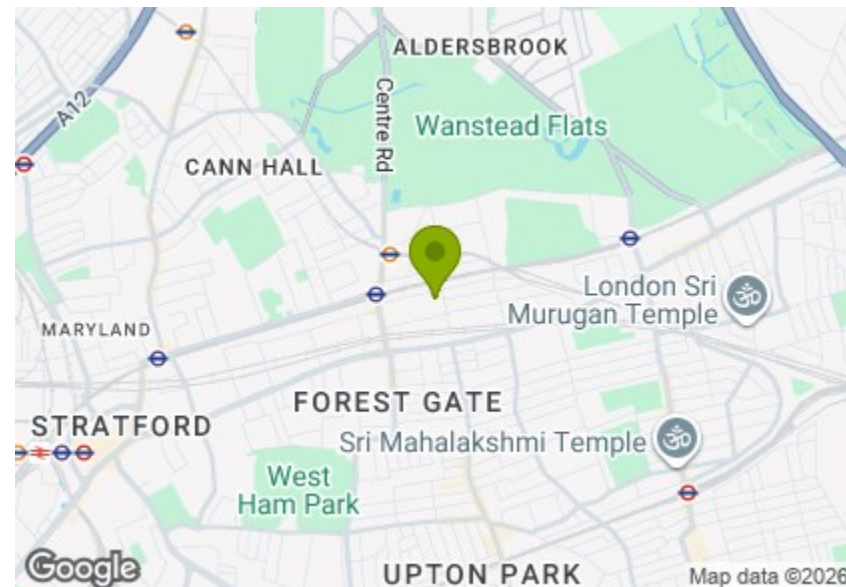 ALDERSBROOK
A12
Centre Rd
Wanstead Flats
CANN HALL
London Sri
Murugan Temple
MARYLAND
FOREST GATE
STRATFORD
Sri Mahalakshmi Temple
West
Ham Park
UPTON PARK
Google
Map data ©2026